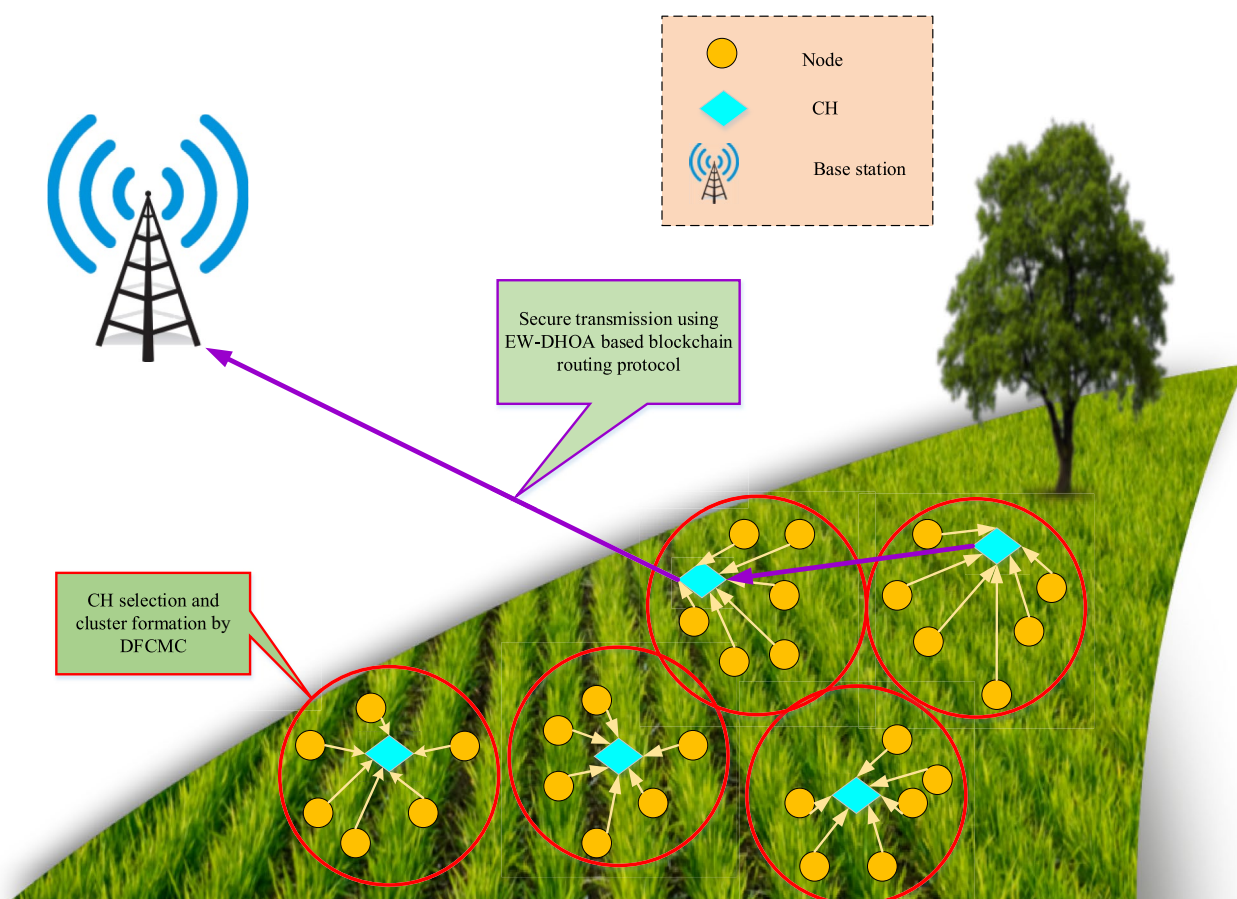 Node
CH
Base station
Secure transmission using
EW-DHOA based blockchain
routing protocol
CH selection and
cluster formation by
DFCMC